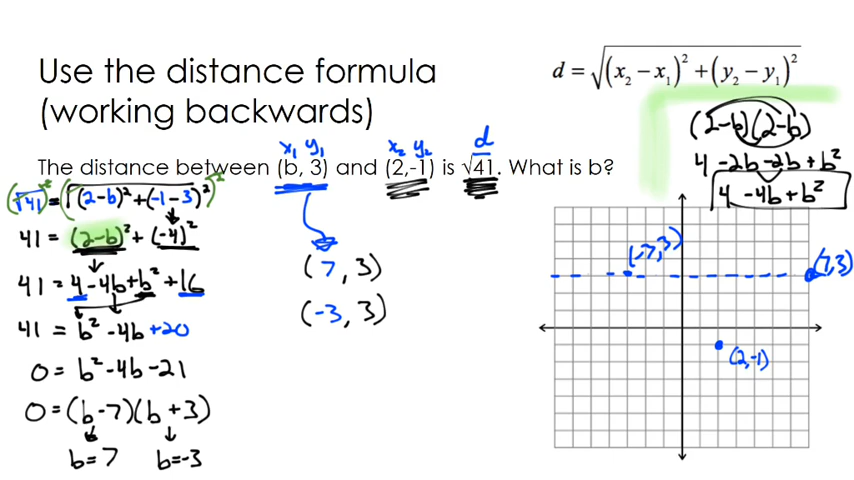 Use the distance formula
(working backwards)
d = √((x₂ − x₁)² + (y₂ − y₁)²)
x₁ y₁ x₂ y₂ d
The distance between (b, 3) and (2,-1) is √41. What is b?
(√41)² = (√((2-b)² + (-1-3)²))²
41 = (2-b)² + (-4)²
41 = 4 - 4b + b² + 16
41 = b² - 4b + 20
0 = b² - 4b - 21
0 = (b - 7)(b + 3)
b = 7 b = -3
(7, 3)
(-3, 3)
(2-b)(2-b)
4 - 2b - 2b + b²
4 - 4b + b²
(-3,3)
(7,3)
(2,-1)